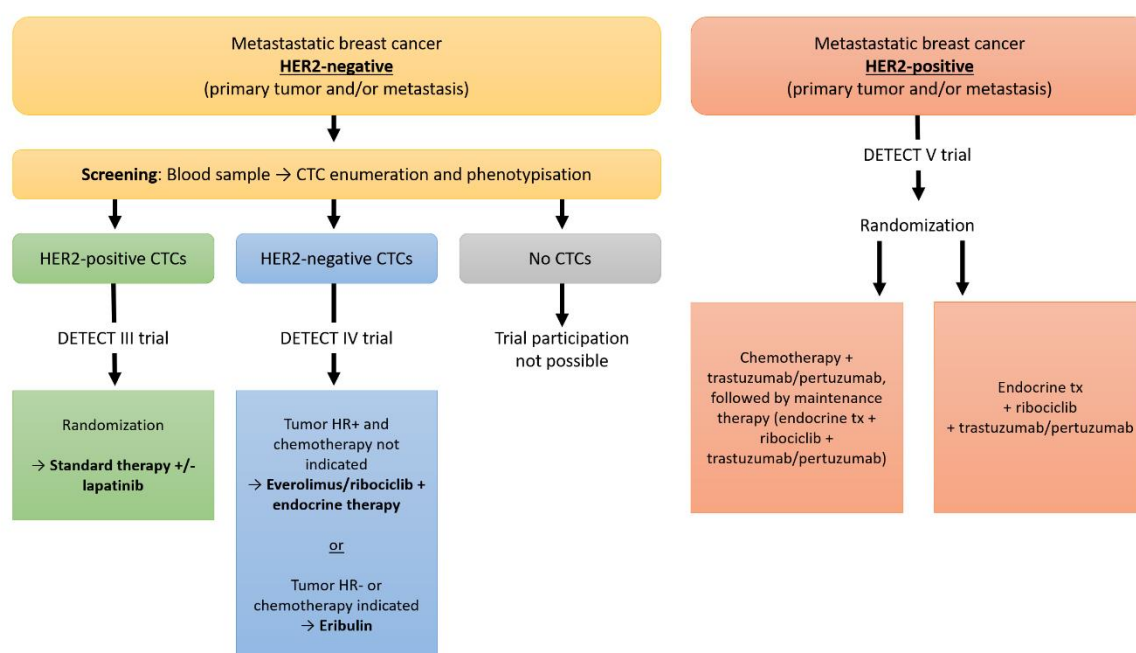 Metastastatic breast cancer
HER2-negative
(primary tumor and/or metastasis)
Screening: Blood sample → CTC enumeration and phenotypisation
HER2-positive CTCs
HER2-negative CTCs
No CTCs
DETECT III trial
DETECT IV trial
Trial participation
not possible
Randomization
→ Standard therapy +/-
lapatinib
Tumor HR+ and
chemotherapy not
indicated
→ Everolimus/ribociclib +
endocrine therapy
or
Tumor HR- or
chemotherapy indicated
→ Eribulin
Metastastatic breast cancer
HER2-positive
(primary tumor and/or metastasis)
DETECT V trial
Randomization
Chemotherapy +
trastuzumab/pertuzumab,
followed by maintenance
therapy (endocrine tx +
ribociclib +
trastuzumab/pertuzumab)
Endocrine tx
+ ribociclib
+ trastuzumab/pertuzumab